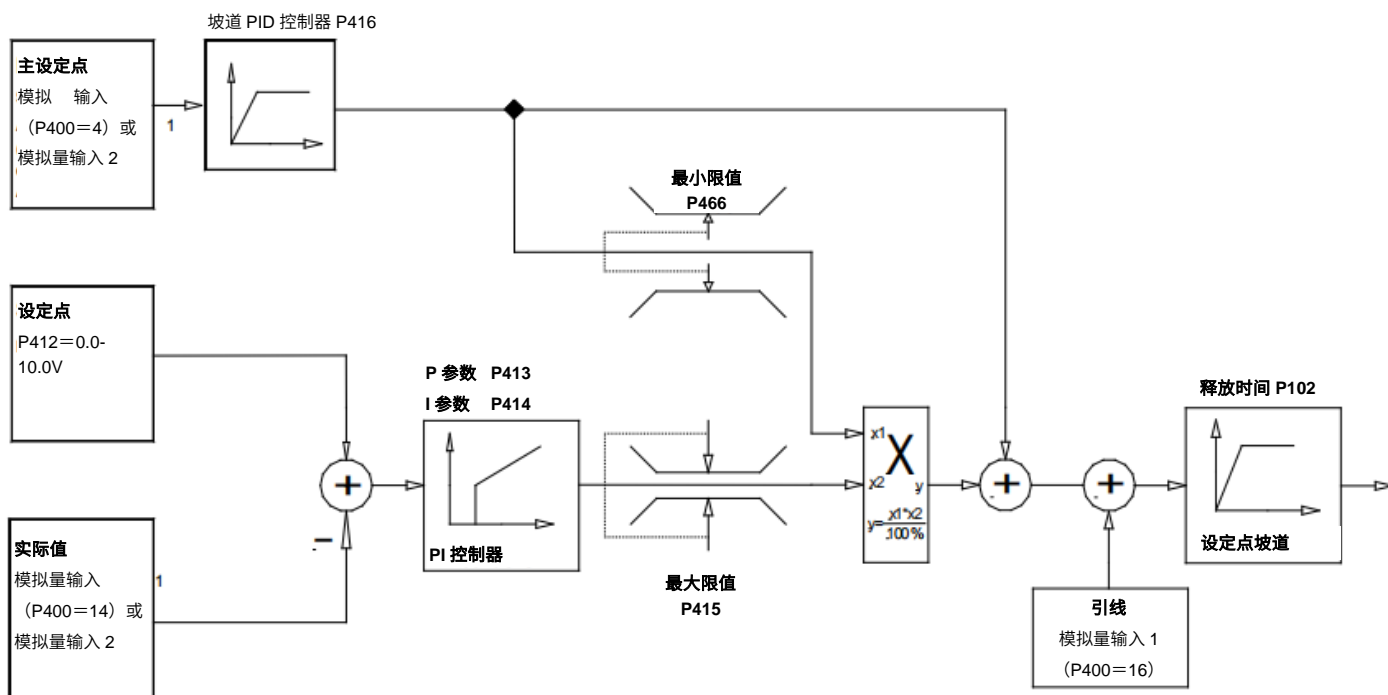 坡道 PID 控制器 P416
主设定点
模拟 输入
（P400＝4）或
模拟量输入 2
1
最小限值
P466
设定点
P412＝0.0-
10.0V
P 参数 P413
I 参数 P414
PI 控制器
最大限值
P415
x1
X
x2
y
y=x1*x2
100%
释放时间 P102
设定点坡道
实际值
模拟量输入
（P400＝14）或
模拟量输入 2
1
引线
模拟量输入 1
（P400＝16）